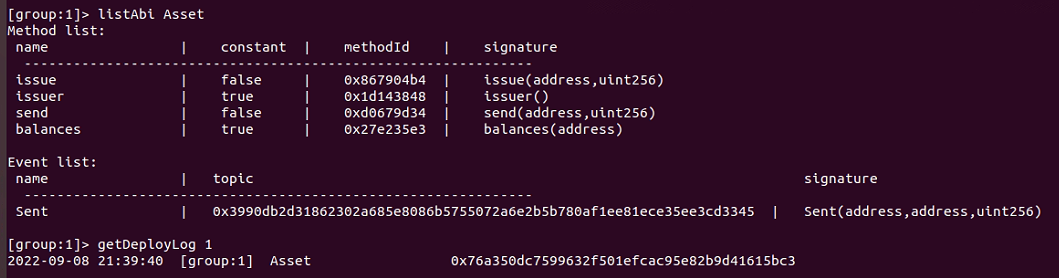 [group:1]> listAbi Asset
Method list:
name | constant | methodId | signature
--------------------------------------------------------------
issue | false | 0x867904b4 | issue(address,uint256)
issuer | true | 0x1d143848 | issuer()
send | false | 0xd0679d34 | send(address,uint256)
balances | true | 0x27e235e3 | balances(address)
Event list:
name | topic signature
--------------------------------------------------------------
Sent | 0x3990db2d31862302a685e8086b5755072a6e2b5b780af1ee81ece35ee3cd3345 | Sent(address,address,uint256)
[group:1]> getDeployLog 1
2022-09-08 21:39:40 [group:1] Asset 0x76a350dc7599632f501efcac95e82b9d41615bc3